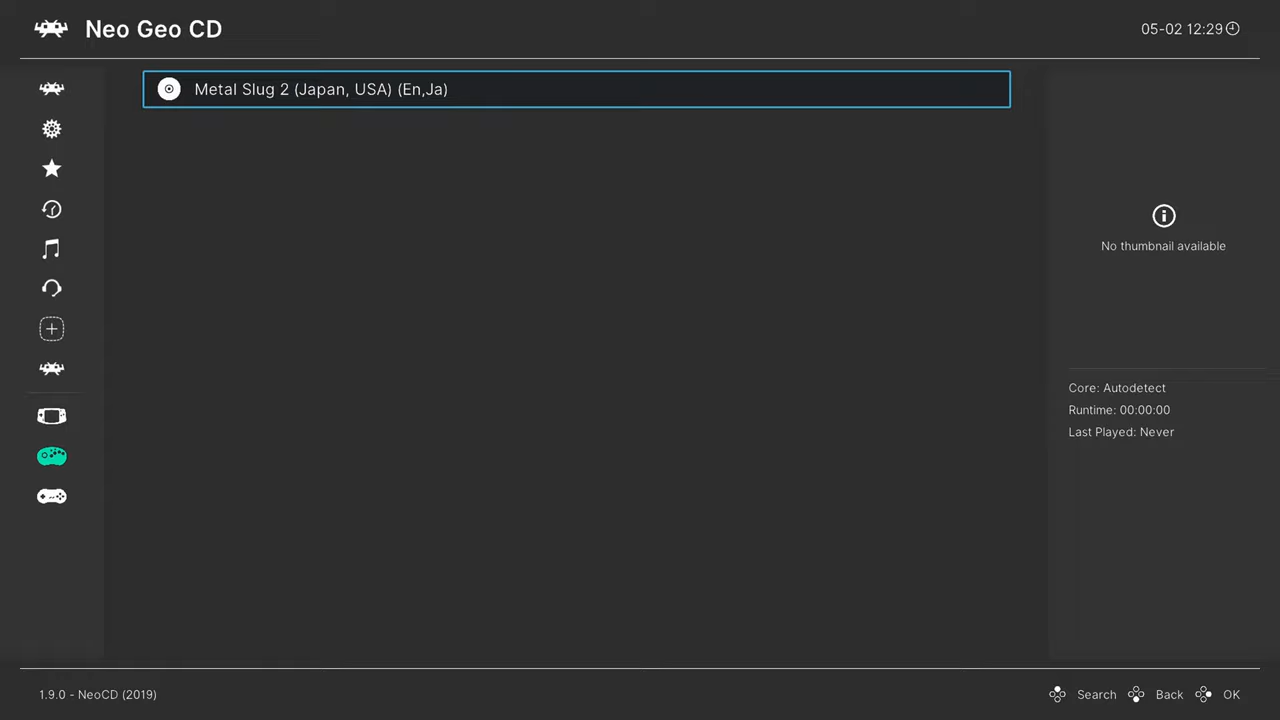 Neo Geo CD
05-02 12:29
Metal Slug 2 (Japan, USA) (En,Ja)
No thumbnail available
Core: Autodetect
Runtime: 00:00:00
Last Played: Never
1.9.0 - NeoCD (2019)
Search Back OK